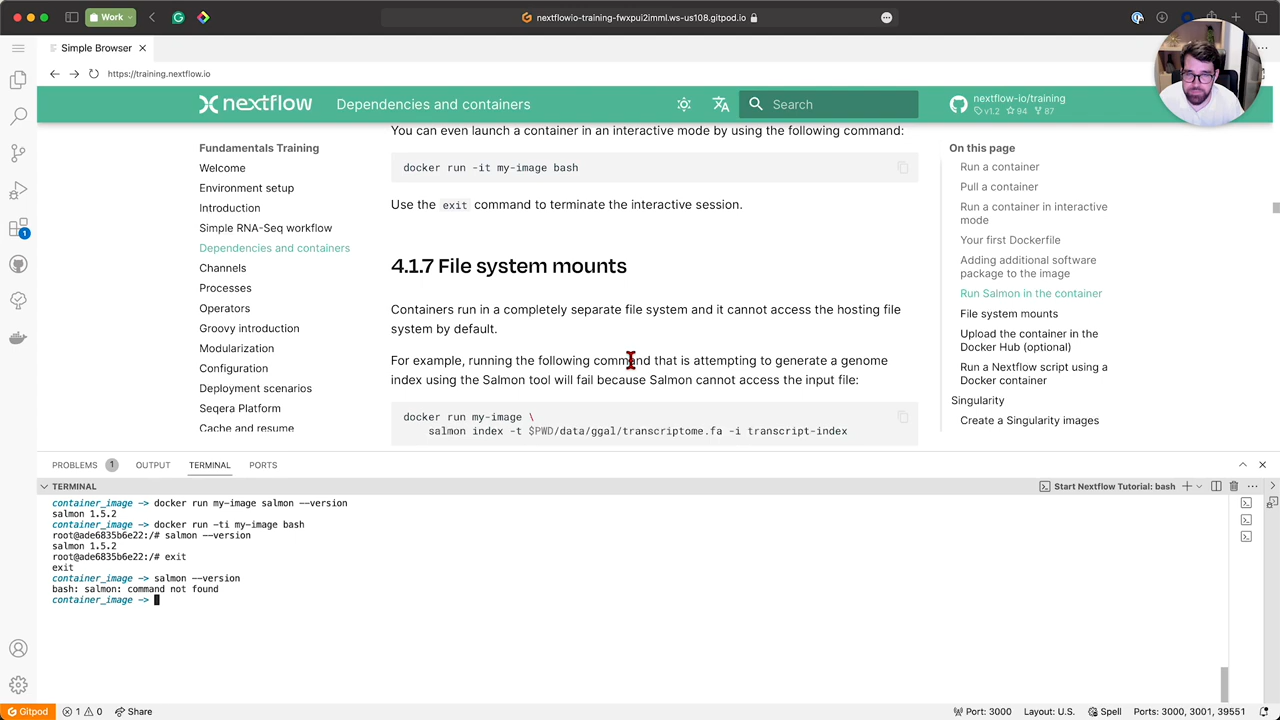 Work
nextflowio-training-fwxpui2imml.ws-us108.gitpod.io
Simple Browser
https://training.nextflow.io
nextflow
Dependencies and containers
Search
nextflow-io/training
v1.2 94 87
Fundamentals Training
Welcome
Environment setup
Introduction
Simple RNA-Seq workflow
Dependencies and containers
Channels
Processes
Operators
Groovy introduction
Modularization
Configuration
Deployment scenarios
Seqera Platform
Cache and resume
You can even launch a container in an interactive mode by using the following command:
docker run -it my-image bash
Use the exit command to terminate the interactive session.
4.1.7 File system mounts
Containers run in a completely separate file system and it cannot access the hosting file
system by default.
For example, running the following command that is attempting to generate a genome
index using the Salmon tool will fail because Salmon cannot access the input file:
docker run my-image \
salmon index -t $PWD/data/ggal/transcriptome.fa -i transcript-index
On this page
Run a container
Pull a container
Run a container in interactive
mode
Your first Dockerfile
Adding additional software
package to the image
Run Salmon in the container
File system mounts
Upload the container in the
Docker Hub (optional)
Run a Nextflow script using a
Docker container
Singularity
Create a Singularity images
1
PROBLEMS 1 OUTPUT TERMINAL PORTS
TERMINAL
Start Nextflow Tutorial: bash
container_image -> docker run my-image salmon --version
salmon 1.5.2
container_image -> docker run -ti my-image bash
root@ade6835b6e22:/# salmon --version
salmon 1.5.2
root@ade6835b6e22:/# exit
exit
container_image -> salmon --version
bash: salmon: command not found
container_image ->
Gitpod 1 0 Share
Port: 3000 Layout: U.S. Spell Ports: 3000, 3001, 39551